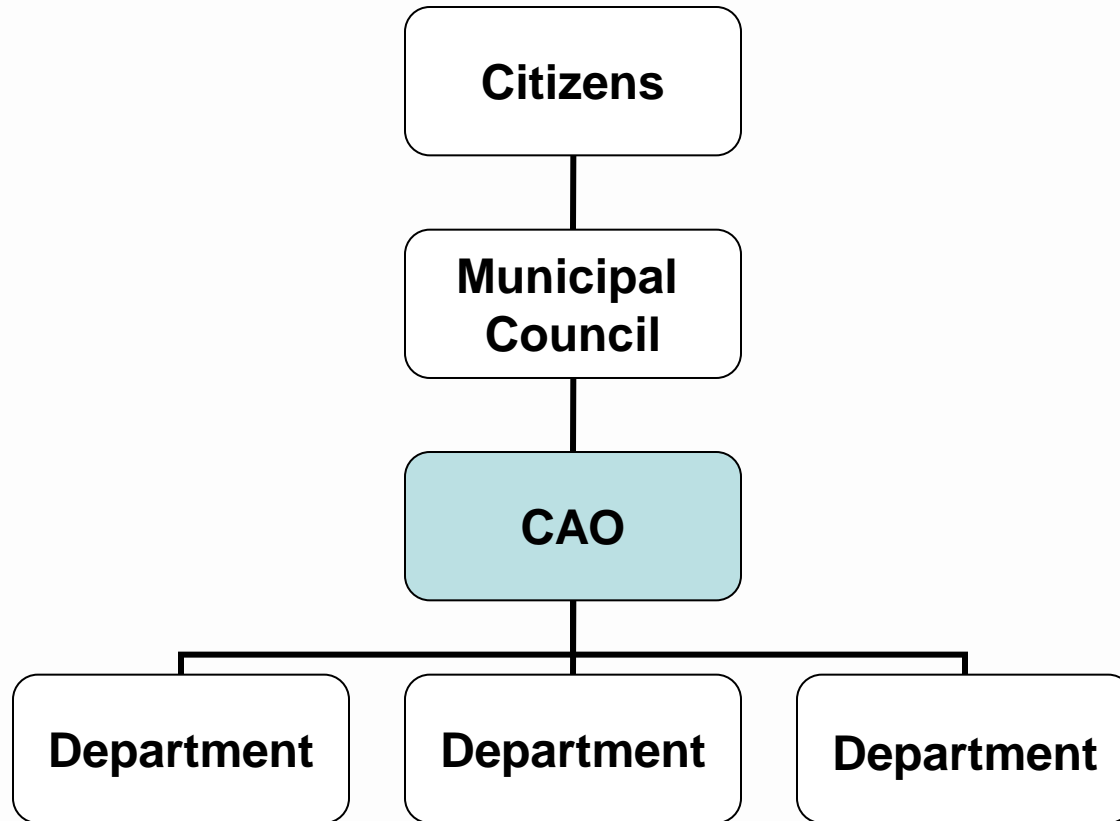 Citizens
Municipal
Council
CAO
Department
Department
Department